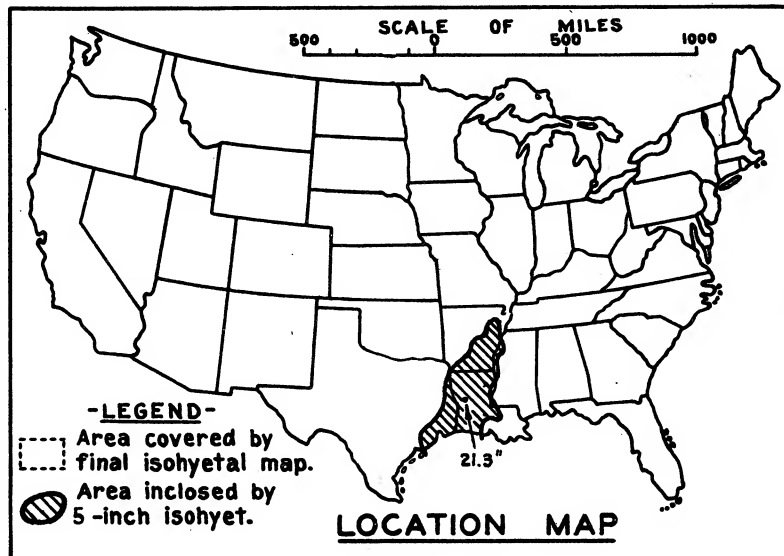 SCALE OF MILES
500 0 500 1000
-LEGEND-
Area covered by
final isohyetal map.
Area inclosed by
5-inch isohyet.
21.3"
LOCATION MAP